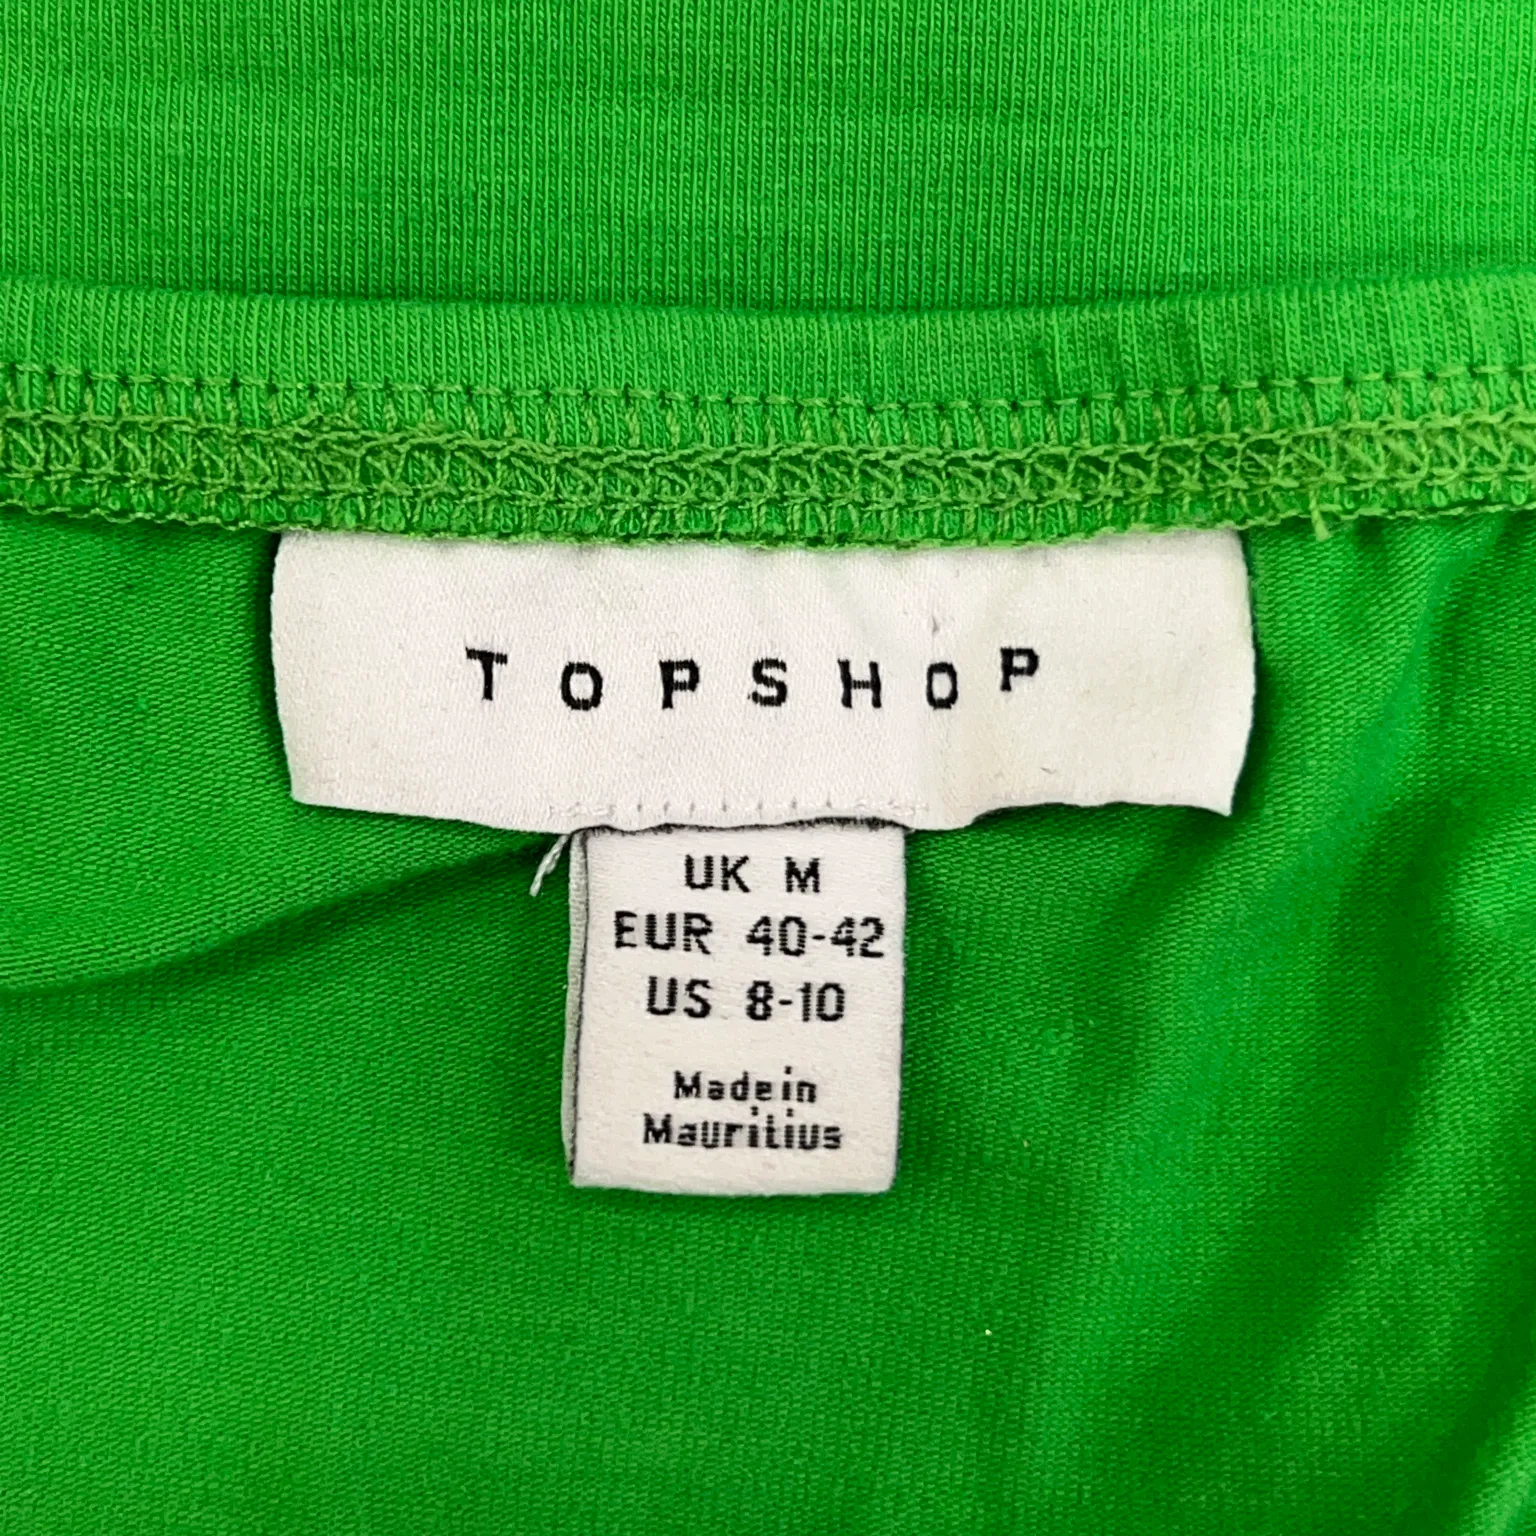 TOPSHOP
UK M
EUR 40-42
US 8-10
Made in
Mauritius